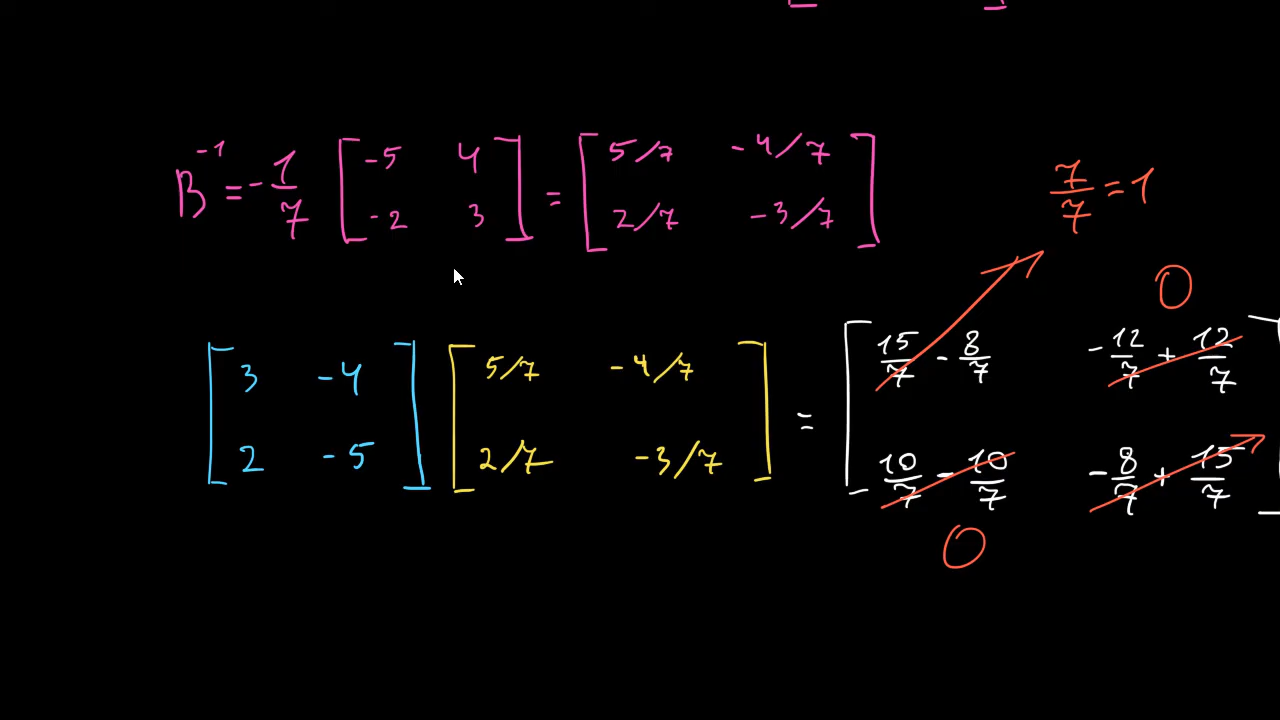 B⁻¹ = -1/7 [-5 4; -2 3] = [5/7 -4/7; 2/7 -3/7]
7/7 = 1
0
[3 -4; 2 -5] [5/7 -4/7; 2/7 -3/7] = [15/7 - 8/7 -12/7 + 12/7; 10/7 - 10/7 -8/7 + 15/7]
0